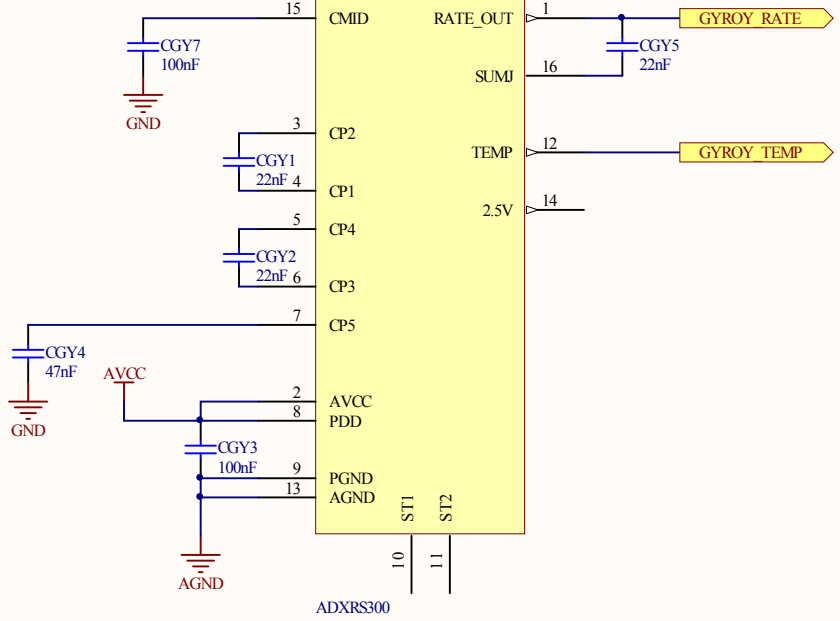 15 CMID RATE_OUT 1 GYROY_RATE
CGY7
100nF
GND
CGY5
22nF
SUMJ 16
3 CP2
CGY1
22nF
4 CP1
TEMP 12 GYROY_TEMP
5 CP4
2.5V 14
CGY2
22nF
6 CP3
7 CP5
CGY4
47nF
GND
AVCC
2 AVCC
8 PDD
CGY3
100nF
9 PGND
13 AGND
AGND
ST1
ST2
10
11
ADXRS300